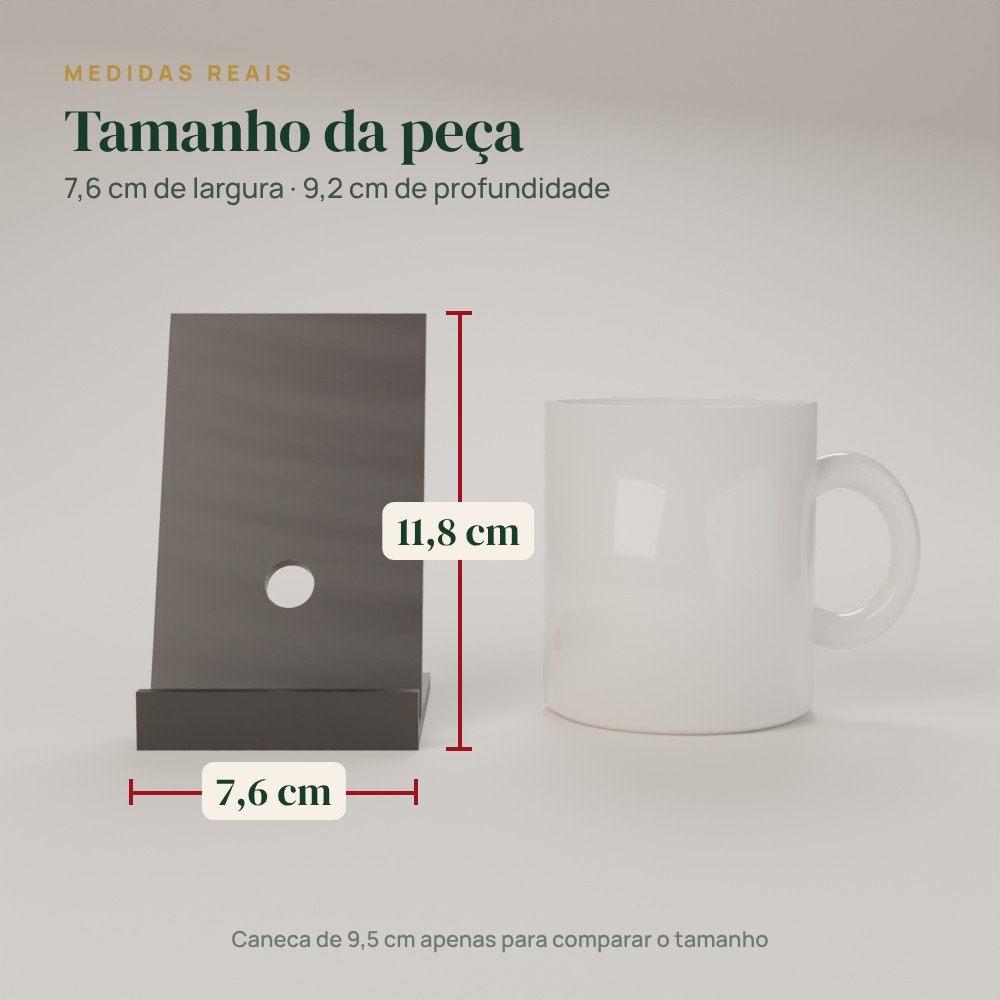 MEDIDAS REAIS
Tamanho da peça
7,6 cm de largura · 9,2 cm de profundidade
11,8 cm
7,6 cm
Caneca de 9,5 cm apenas para comparar o tamanho